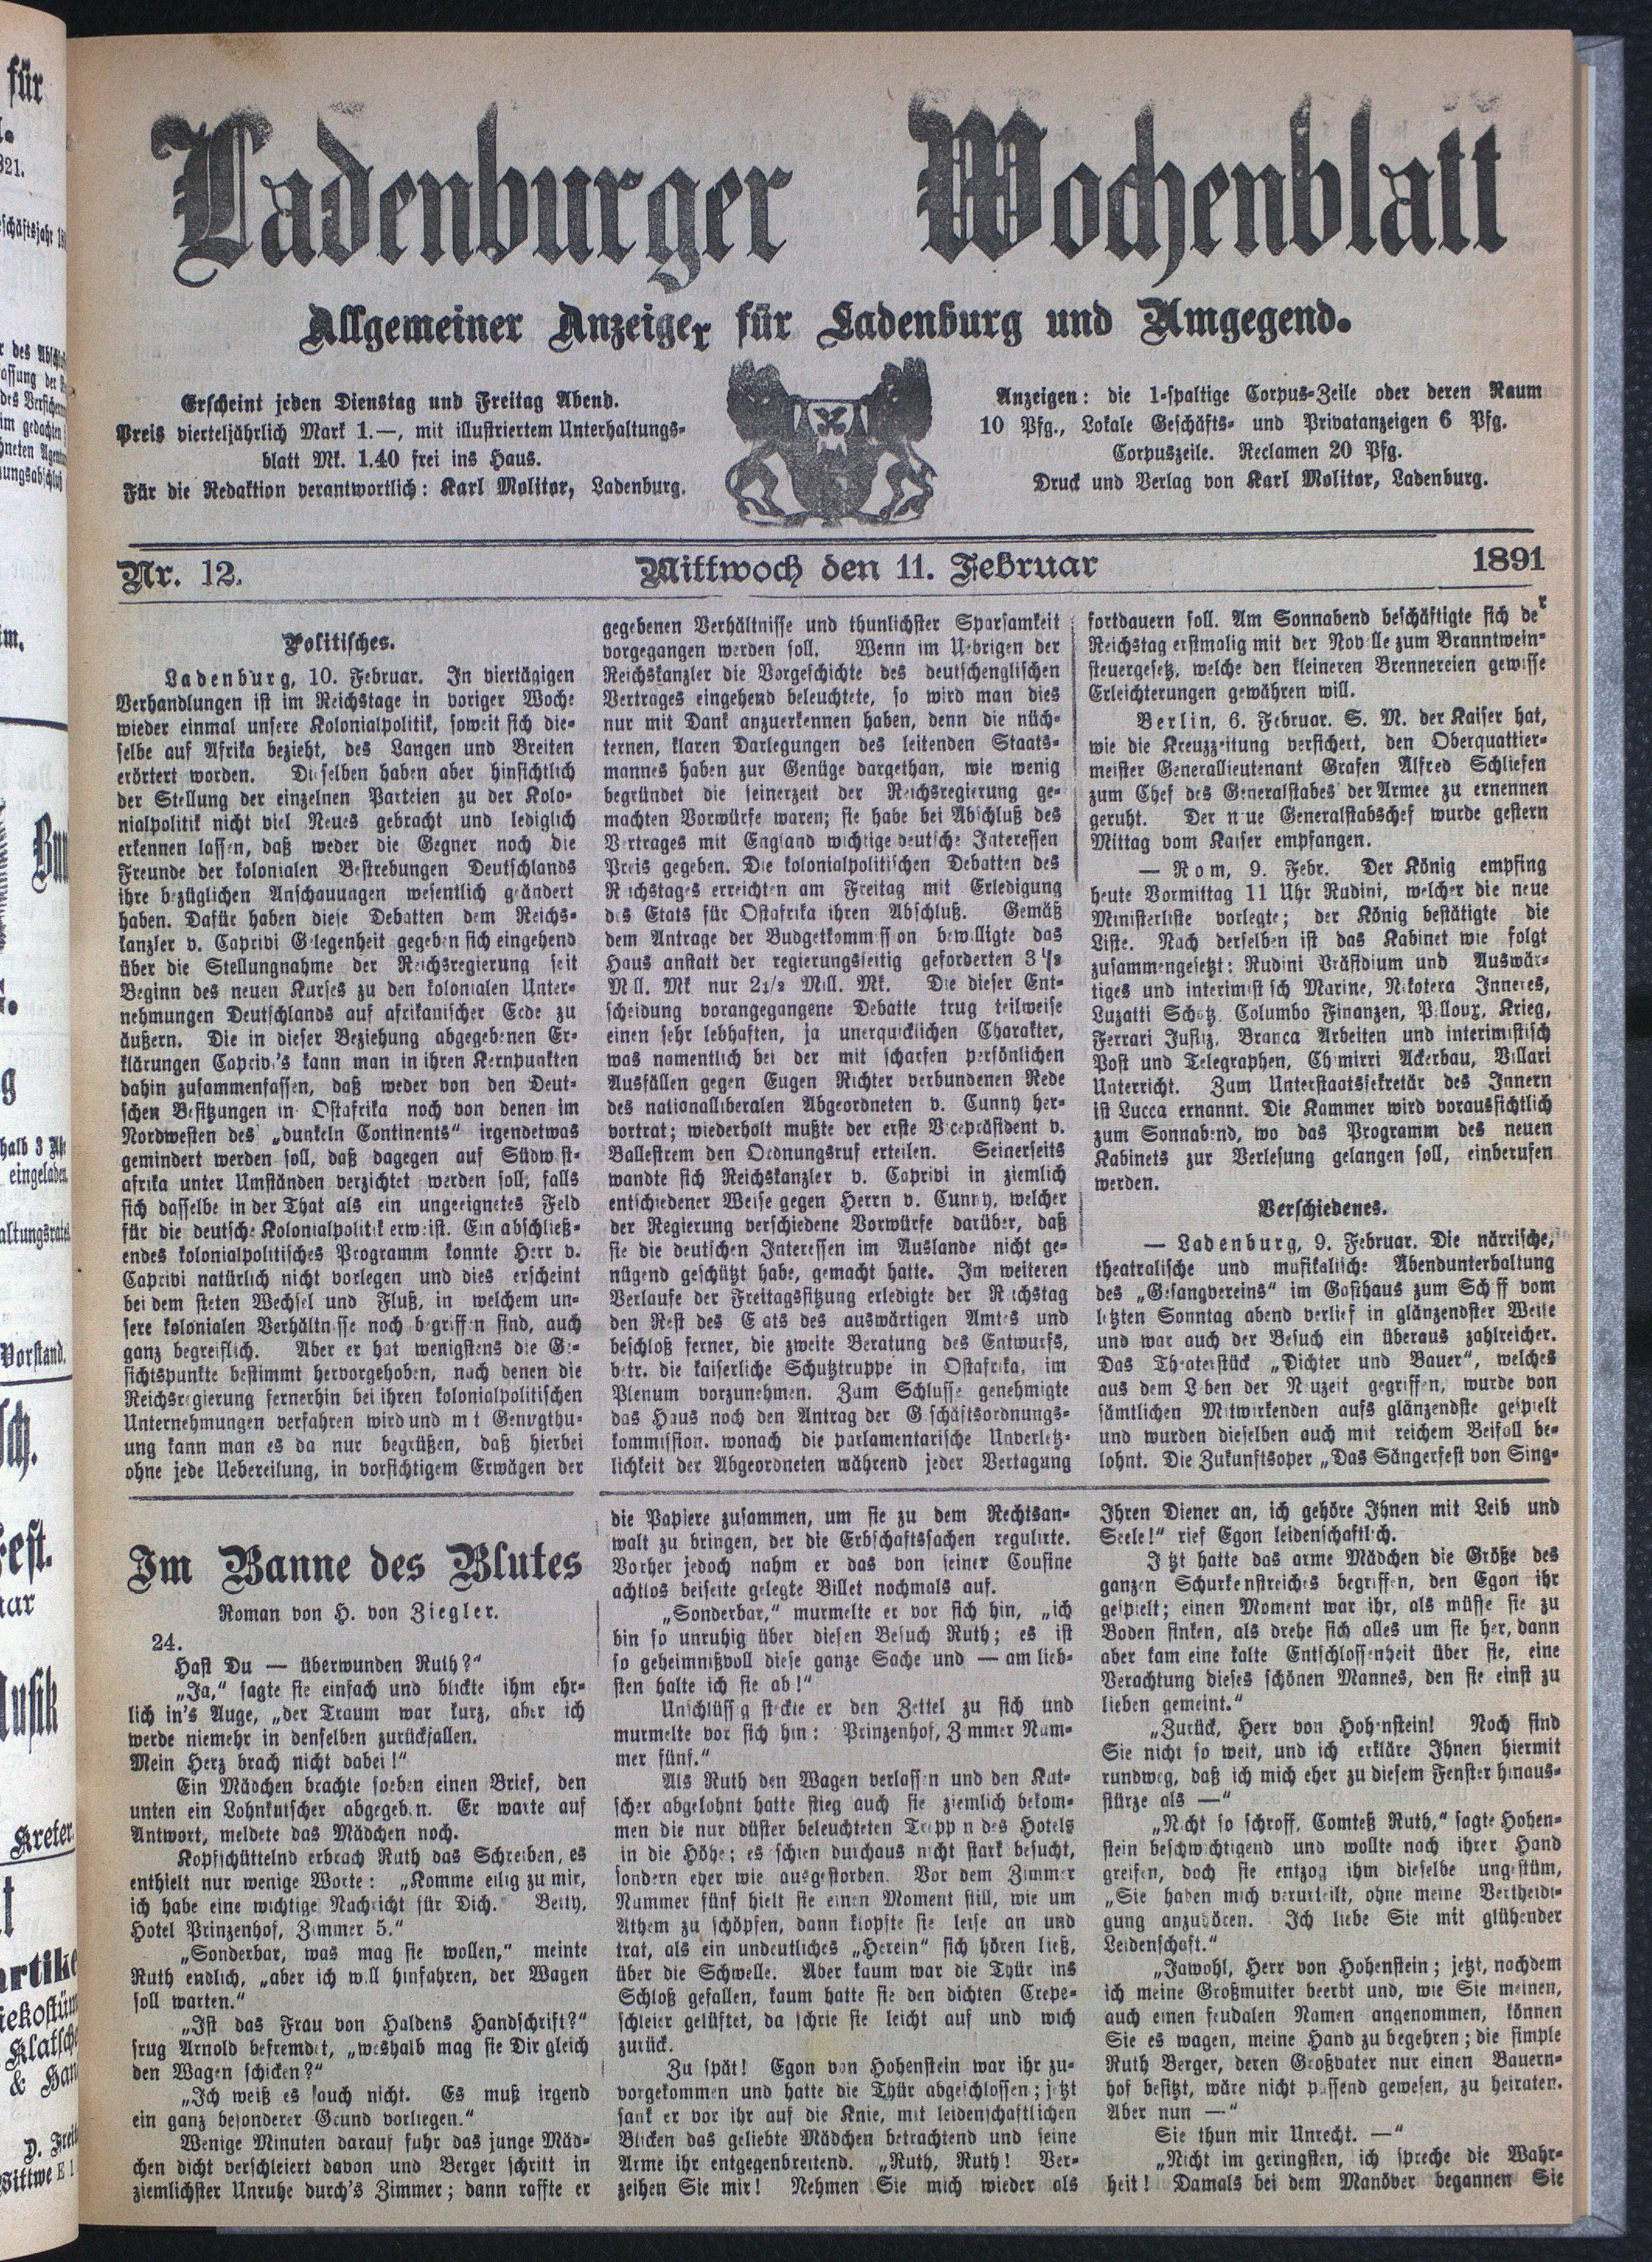 Ladenburger Wochenblatt
Allgemeiner Anzeiger für Ladenburg und Umgegend.
Erscheint jeden Dienstag und Freitag Abend.
Preis vierteljährlich Mark 1.—, mit illustriertem Unterhaltungs-
blatt Mk. 1.40 frei ins Haus.
Für die Redaktion verantwortlich: Karl Molitor, Ladenburg.
Anzeigen: die 1-spaltige Corpus-Zeile oder deren Raum
10 Pfg., Lokale Geschäfts- und Privatanzeigen 6 Pfg.
Corpuszeile. Reclamen 20 Pfg.
Druck und Verlag von Karl Molitor, Ladenburg.
Nr. 12. Mittwoch den 11. Februar 1891
Politisches.
Ladenburg, 10. Februar. In viertägigen
Verhandlungen ist im Reichstage in voriger Woche
wieder einmal unsere Kolonialpolitik, soweit sich die-
selbe auf Afrika bezieht, des Langen und Breiten
erörtert worden. Dieselben haben aber hinsichtlich
der Stellung der einzelnen Parteien zu der Kolo-
nialpolitik nicht viel Neues gebracht und lediglich
erkennen lassen, daß weder die Gegner noch die
Freunde der kolonialen Bestrebungen Deutschlands
ihre bezüglichen Anschauungen wesentlich geändert
haben. Dafür haben diese Debatten dem Reichs-
kanzler v. Caprivi Gelegenheit gegeben sich eingehend
über die Stellungnahme der Reichsregierung seit
Beginn des neuen Kurses zu den kolonialen Unter-
nehmungen Deutschlands auf afrikanischer Erde zu
äußern. Die in dieser Beziehung abgegebenen Er-
klärungen Caprivi's kann man in ihren Kernpunkten
dahin zusammenfassen, daß weder von den Deut-
schen Besitzungen in Ostafrika noch von denen im
Nordwesten des „dunkeln Continents“ irgendetwas
gemindert werden soll, daß dagegen auf Südwest-
afrika unter Umständen verzichtet werden soll, falls
sich dasselbe in der That als ein ungeeignetes Feld
für die deutsche Kolonialpolitik erweist. Ein abschließ-
endes kolonialpolitisches Programm konnte Herr v.
Caprivi natürlich nicht vorlegen und dies erscheint
bei dem steten Wechsel und Fluß, in welchem un-
sere kolonialen Verhältnisse noch begriffen sind, auch
ganz begreiflich. Aber er hat wenigstens die Ge-
sichtspunkte bestimmt hervorgehoben, nach denen die
Reichsregierung fernerhin bei ihren kolonialpolitischen
Unternehmungen verfahren wird und mit Genugthu-
ung kann man es da nur begrüßen, daß hierbei
ohne jede Uebereilung, in vorsichtigem Erwägen der
gegebenen Verhältnisse und thunlichster Sparsamkeit
vorgegangen werden soll. Wenn im Uebrigen der
Reichskanzler die Vorgeschichte des deutschenglischen
Vertrages eingehend beleuchtete, so wird man dies
nur mit Dank anzuerkennen haben, denn die nüch-
ternen, klaren Darlegungen des leitenden Staats-
mannes haben zur Genüge dargethan, wie wenig
begründet die seinerzeit der Reichsregierung ge-
machten Vorwürfe waren; sie habe bei Abschluß des
Vertrages mit England wichtige deutsche Interessen
Preis gegeben. Die kolonialpolitischen Debatten des
Reichstages erreichten am Freitag mit Erledigung
des Etats für Ostafrika ihren Abschluß. Gemäß
dem Antrage der Budgetkommission bewilligte das
Haus anstatt der regierungsseitig geforderten 3 1/2
Mill. Mk nur 2 1/2 Mill. Mk. Die dieser Ent-
scheidung vorangegangene Debatte trug teilweise
einen sehr lebhaften, ja unerquicklichen Charakter,
was namentlich bei der mit scharfen persönlichen
Ausfällen gegen Eugen Richter verbundenen Rede
des nationalliberalen Abgeordneten v. Cunny her-
vortrat; wiederholt mußte der erste Vicepräsident v.
Ballestrem den Ordnungsruf erteilen. Seinerseits
wandte sich Reichskanzler v. Caprivi in ziemlich
entschiedener Weise gegen Herrn v. Cunny, welcher
der Regierung verschiedene Vorwürfe darüber, daß
sie die deutschen Interessen im Auslande nicht ge-
nügend geschützt habe, gemacht hatte. Im weiteren
Verlaufe der Freitagssitzung erledigte der Reichstag
den Rest des Etats des auswärtigen Amtes und
beschloß ferner, die zweite Beratung des Entwurfs,
betr. die kaiserliche Schutztruppe in Ostafrika, im
Plenum vorzunehmen. Zum Schlusse genehmigte
das Haus noch den Antrag der Geschäftsordnungs-
kommission. wonach die parlamentarische Unverletz-
lichkeit der Abgeordneten während jeder Vertagung
fortdauern soll. Am Sonnabend beschäftigte sich der
Reichstag erstmalig mit der Novelle zum Branntwein-
steuergesetz, welche den kleineren Brennereien gewisse
Erleichterungen gewähren will.
Berlin, 6. Februar. S. M. der Kaiser hat,
wie die Kreuzzeitung versichert, den Oberquattier-
meister Generallieutenant Grafen Alfred Schliefen
zum Chef des Generalstabes der Armee zu ernennen
geruht. Der neue Generalstabschef wurde gestern
Mittag vom Kaiser empfangen.
— Rom, 9. Febr. Der König empfing
heute Vormittag 11 Uhr Rudini, welcher die neue
Ministerliste vorlegte; der König bestätigte die
Liste. Nach derselben ist das Kabinet wie folgt
zusammengesetzt: Rudini Präsidium und Auswär-
tiges und interimistisch Marine, Nikotera Inneres,
Luzatti Schatz. Columbo Finanzen, Pelloux, Krieg,
Ferrari Justiz, Branca Arbeiten und interimistisch
Post und Telegraphen, Chimirri Ackerbau, Villari
Unterricht. Zum Unterstaatssekretär des Innern
ist Lucca ernannt. Die Kammer wird voraussichtlich
zum Sonnabend, wo das Programm des neuen
Kabinets zur Verlesung gelangen soll, einberufen
werden.
Verschiedenes.
— Ladenburg, 9. Februar. Die närrische,
theatralische und musikalische Abendunterhaltung
des „Gesangvereins“ im Gasthaus zum Schiff vom
letzten Sonntag abend verlief in glänzendster Weise
und war auch der Besuch ein überaus zahlreicher.
Das Theaterstück „Dichter und Bauer“, welches
aus dem Leben der Neuzeit gegriffen, wurde von
sämtlichen Mitwirkenden aufs glänzendste gespielt
und wurden dieselben auch mit reichem Beifall be-
lohnt. Die Zukunftsoper „Das Sängerfest von Sing-
Im Banne des Blutes
Roman von H. von Ziegler.
24.
Hast Du — überwunden Ruth?“
„Ja,“ sagte sie einfach und blickte ihm ehr-
lich in's Auge, „der Traum war kurz, aber ich
werde niemehr in denselben zurückfallen.
Mein Herz brach nicht dabei!“
Ein Mädchen brachte soeben einen Brief, den
unten ein Lohnkutscher abgegeben. Er warte auf
Antwort, meldete das Mädchen noch.
Kopfschüttelnd erbrach Ruth das Schreiben, es
enthielt nur wenige Worte: „Komme eilig zu mir,
ich habe eine wichtige Nachricht für Dich. Betty,
Hotel Prinzenhof, Zimmer 5.“
„Sonderbar, was mag sie wollen,“ meinte
Ruth endlich, „aber ich will hinfahren, der Wagen
soll warten.“
„Ist das Frau von Haldens Handschrift?“
frug Arnold befremdet, „weshalb mag sie Dir gleich
den Wagen schicken?“
„Ich weiß es auch nicht. Es muß irgend
ein ganz besonderer Grund vorliegen.“
Wenige Minuten darauf fuhr das junge Mäd-
chen dicht verschleiert davon und Berger schritt in
ziemlichster Unruhe durch's Zimmer; dann raffte er
die Papiere zusammen, um sie zu dem Rechtsan-
walt zu bringen, der die Erbschaftssachen regulirte.
Vorher jedoch nahm er das von seiner Cousine
achtlos beiseite gelegte Billet nochmals auf.
„Sonderbar,“ murmelte er vor sich hin, „ich
bin so unruhig über diesen Besuch Ruth; es ist
so geheimnißvoll diese ganze Sache und — am lieb-
sten halte ich sie ab!“
Unschlüssig steckte er den Zettel zu sich und
murmelte vor sich hin: Prinzenhof, Zimmer Num-
mer fünf.“
Als Ruth den Wagen verlassen und den Kut-
scher abgelohnt hatte stieg auch sie ziemlich bekom-
men die nur düster beleuchteten Treppen des Hotels
in die Höhe; es schien durchaus nicht stark besucht,
sondern eher wie ausgestorben. Vor dem Zimmer
Nummer fünf hielt sie einen Moment still, wie um
Athem zu schöpfen, dann klopfte sie leise an und
trat, als ein undeutliches „Herein“ sich hören ließ,
über die Schwelle. Aber kaum war die Thür ins
Schloß gefallen, kaum hatte sie den dichten Crepe-
schleier gelüftet, da schrie sie leicht auf und wich
zurück.
Zu spät! Egon von Hohenstein war ihr zu-
vorgekommen und hatte die Thür abgeschlossen; jetzt
sank er vor ihr auf die Knie, mit leidenschaftlichen
Blicken das geliebte Mädchen betrachtend und seine
Arme ihr entgegenbreitend. „Ruth, Ruth! Ver-
zeihen Sie mir! Nehmen Sie mich wieder als
Ihren Diener an, ich gehöre Ihnen mit Leib und
Seele!“ rief Egon leidenschaftlich.
Jetzt hatte das arme Mädchen die Größe des
ganzen Schurkenstreiches begriffen, den Egon ihr
gespielt; einen Moment war ihr, als müsse sie zu
Boden sinken, als drehe sich alles um sie her, dann
aber kam eine kalte Entschlossenheit über sie, eine
Verachtung dieses schönen Mannes, den sie einst zu
lieben gemeint.“
„Zurück, Herr von Hohenstein! Noch sind
Sie nicht so weit, und ich erkläre Ihnen hiermit
rundweg, daß ich mich eher zu diesem Fenster hinaus-
stürze als —“
„Nicht so schroff, Comteß Ruth,“ sagte Hohen-
stein beschwichtigend und wollte nach ihrer Hand
greifen, doch sie entzog ihm dieselbe ungestüm,
„Sie haben mich verurteilt, ohne meine Vertheidi-
gung anzuhören. Ich liebe Sie mit glühender
Leidenschaft.“
„Jawohl, Herr von Hohenstein; jetzt, nachdem
ich meine Großmutter beerbt und, wie Sie meinen,
auch einen feudalen Namen angenommen, können
Sie es wagen, meine Hand zu begehren; die simple
Ruth Berger, deren Großvater nur einen Bauern-
hof besitzt, wäre nicht passend gewesen, zu heiraten.
Aber nun —“
Sie thun mir Unrecht. —“
„Nicht im geringsten, ich spreche die Wahr-
heit! Damals bei dem Manöver begannen Sie